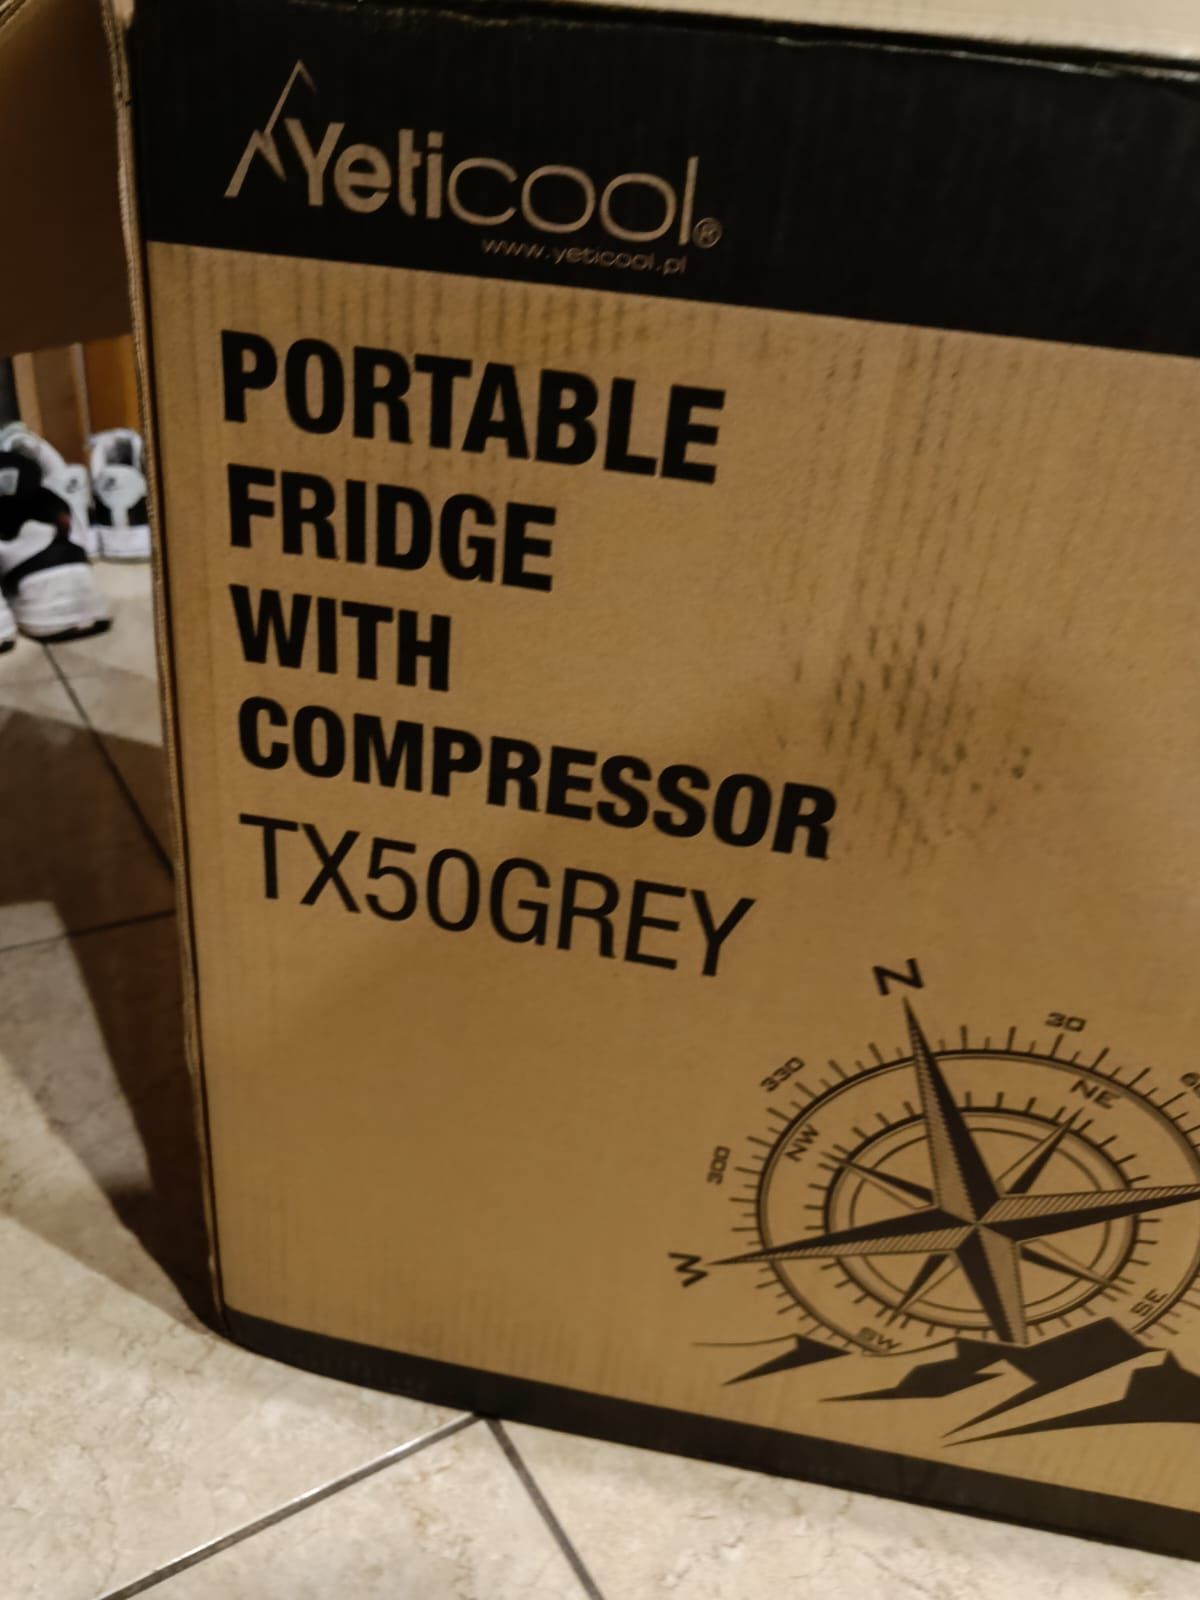 Yeticool®
www.yeticool.pl
PORTABLE
FRIDGE
WITH
COMPRESSOR
TX50GREY
N
30
330
NE
NW
300
W
SE
SW